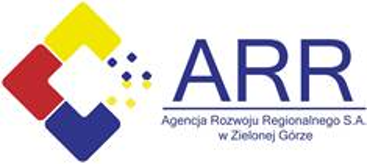 ARR
Agencja Rozwoju Regionalnego S.A.
w Zielonej Górze